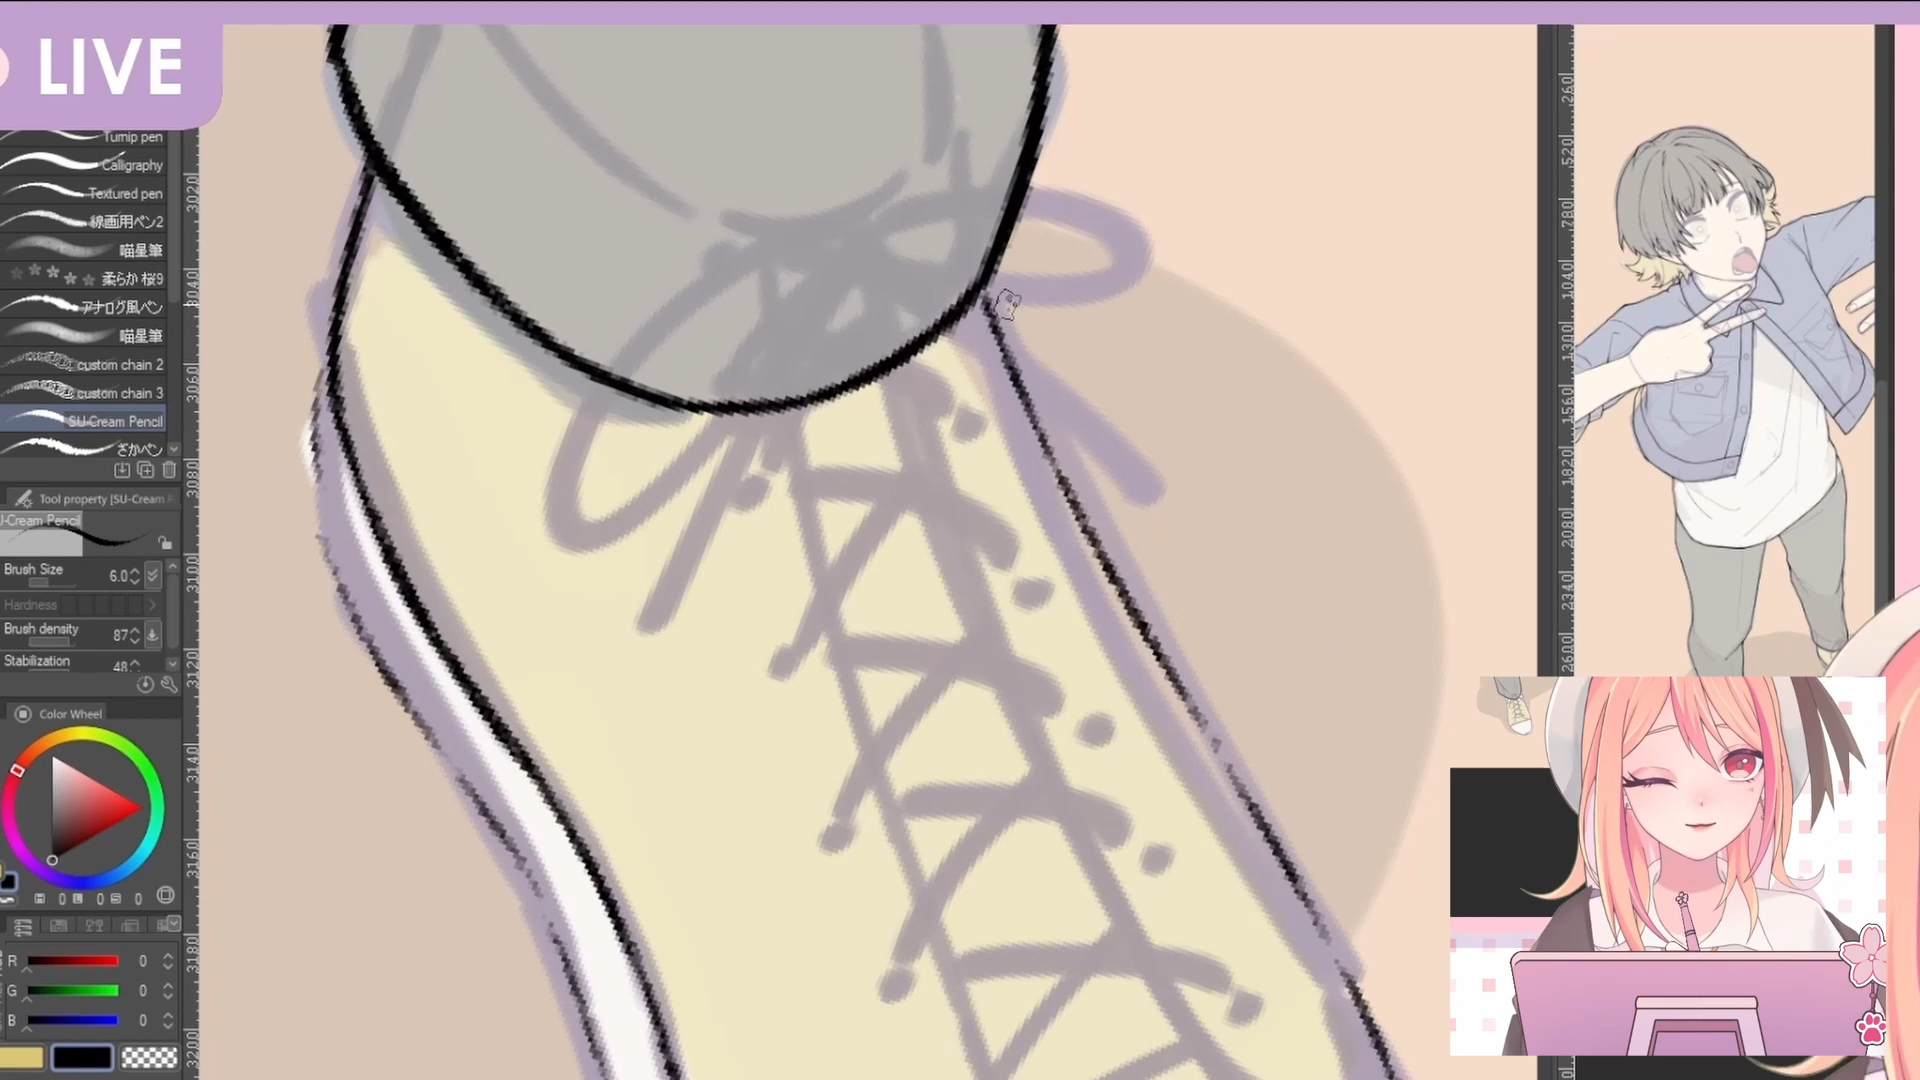 LIVE
Turnip pen
Calligraphy
Textured pen
線画用ペン2
喵星筆
柔らか 桜9
アナログ風ペン
喵星筆
custom chain 2
custom chain 3
SU-Cream Pencil
ざかペン
Tool property [SU-Cream P
U-Cream Pencil
Brush Size 6.0
Hardness
Brush density 87
Stabilization 48
Color Wheel
H 0 L 0 S 0
R 0
G 0
B 0
3020
3040
3060
3080
3100
3120
3140
3160
3180
3200
260
520
780
1040
1300
1560
1820
2080
2340
2600